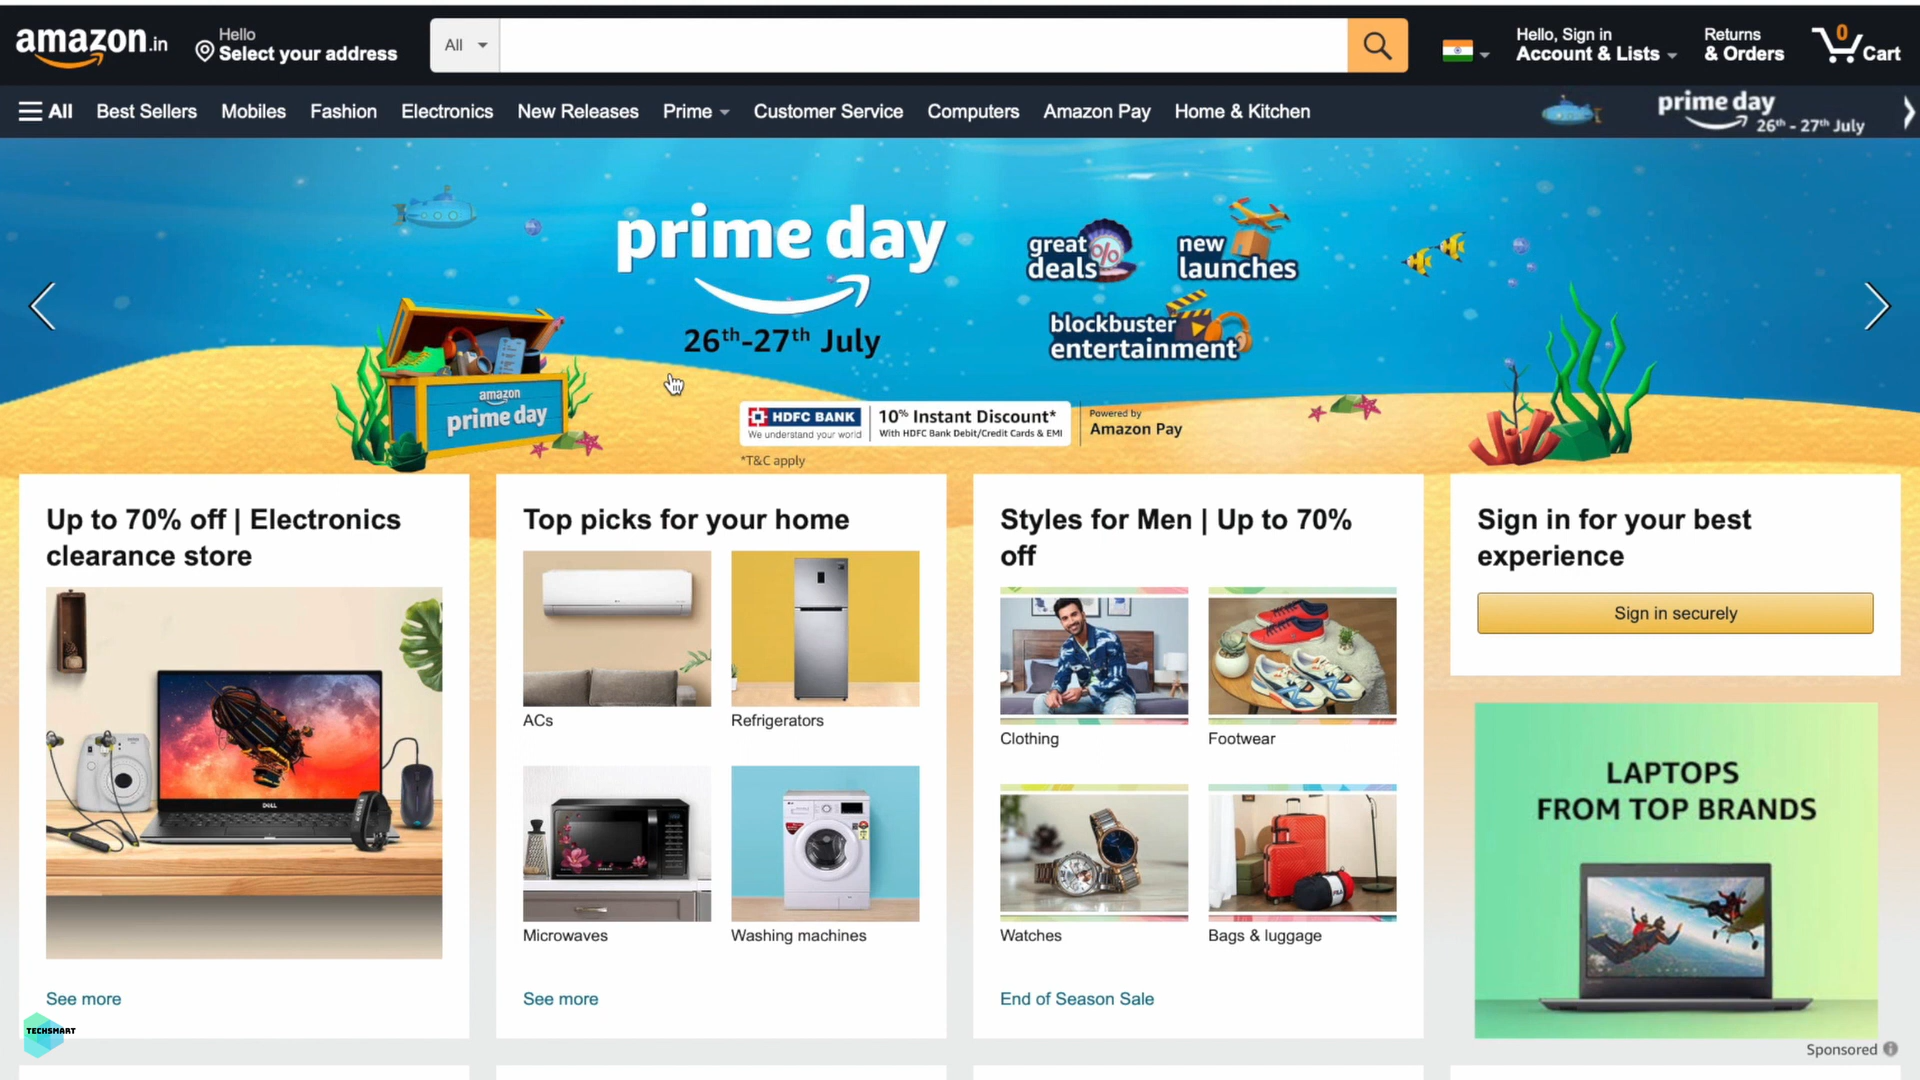 amazon.in
Hello
Select your address
All
Hello, Sign in
Account & Lists
Returns
& Orders
0
Cart
All
Best Sellers
Mobiles
Fashion
Electronics
New Releases
Prime
Customer Service
Computers
Amazon Pay
Home & Kitchen
prime day
26th - 27th July
prime day
26th-27th July
great
deals
%
new
launches
blockbuster
entertainment
amazon
prime day
HDFC BANK
We understand your world
10% Instant Discount*
With HDFC Bank Debit/Credit Cards & EMI
Powered by
Amazon Pay
*T&C apply
Up to 70% off | Electronics
clearance store
DELL
See more
Top picks for your home
ACs
Refrigerators
Microwaves
Washing machines
See more
Styles for Men | Up to 70%
off
Clothing
Footwear
Watches
FILA
Bags & luggage
End of Season Sale
Sign in for your best
experience
Sign in securely
LAPTOPS
FROM TOP BRANDS
Sponsored
TECHSMART